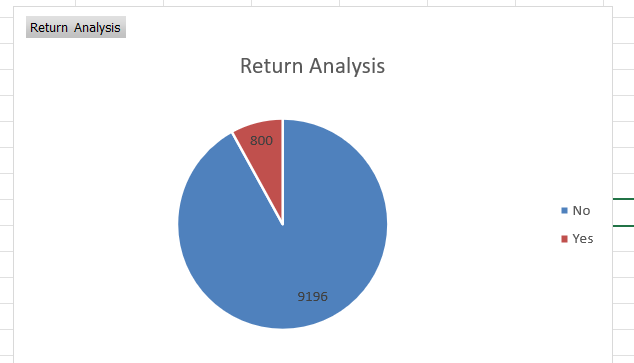 Return Analysis
Return Analysis
800
No
Yes
9196